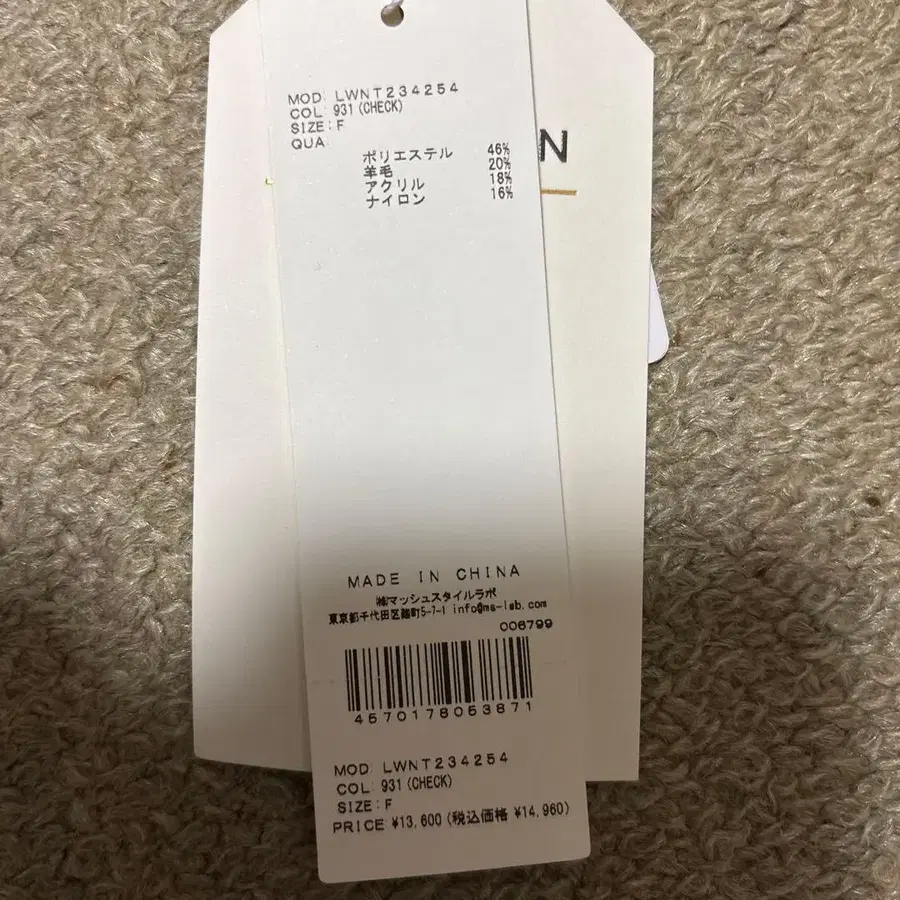 MOD: LWNT234254
COL: 931(CHECK)
SIZE:F
QUA:
ポリエステル 46%
羊毛 20%
アクリル 18%
ナイロン 16%
N
MADE IN CHINA
㈱マッシュスタイルラボ
東京都千代田区麹町5-7-1 info@ms-lab.com
006799
4570178053871
MOD: LWNT234254
COL: 931(CHECK)
SIZE:F
PRICE:¥13,600(税込価格 ¥14,960)